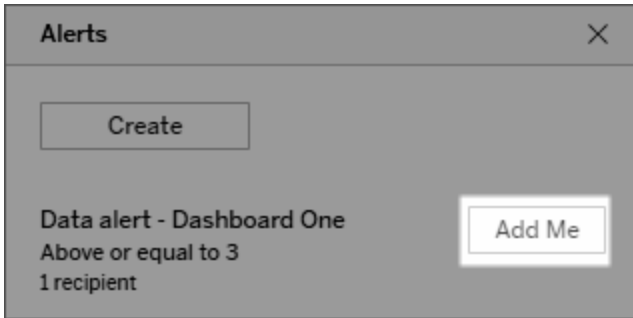 Alerts
Create
Data alert - Dashboard One
Add Me
Above or equal to 3
1 recipient